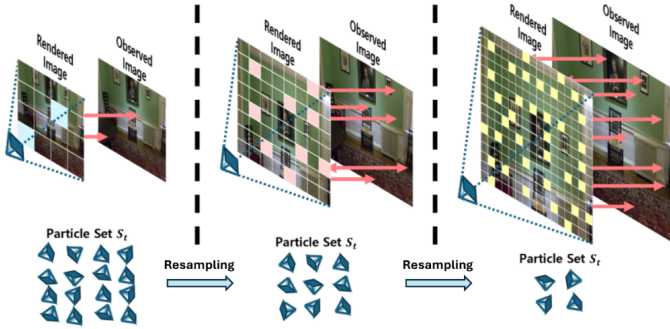 Rendered
Image
Observed
Image
Rendered
Image
Observed
Image
Rendered
Image
Observed
Image
Particle Set S_t
Resampling
Particle Set S_t
Resampling
Particle Set S_t